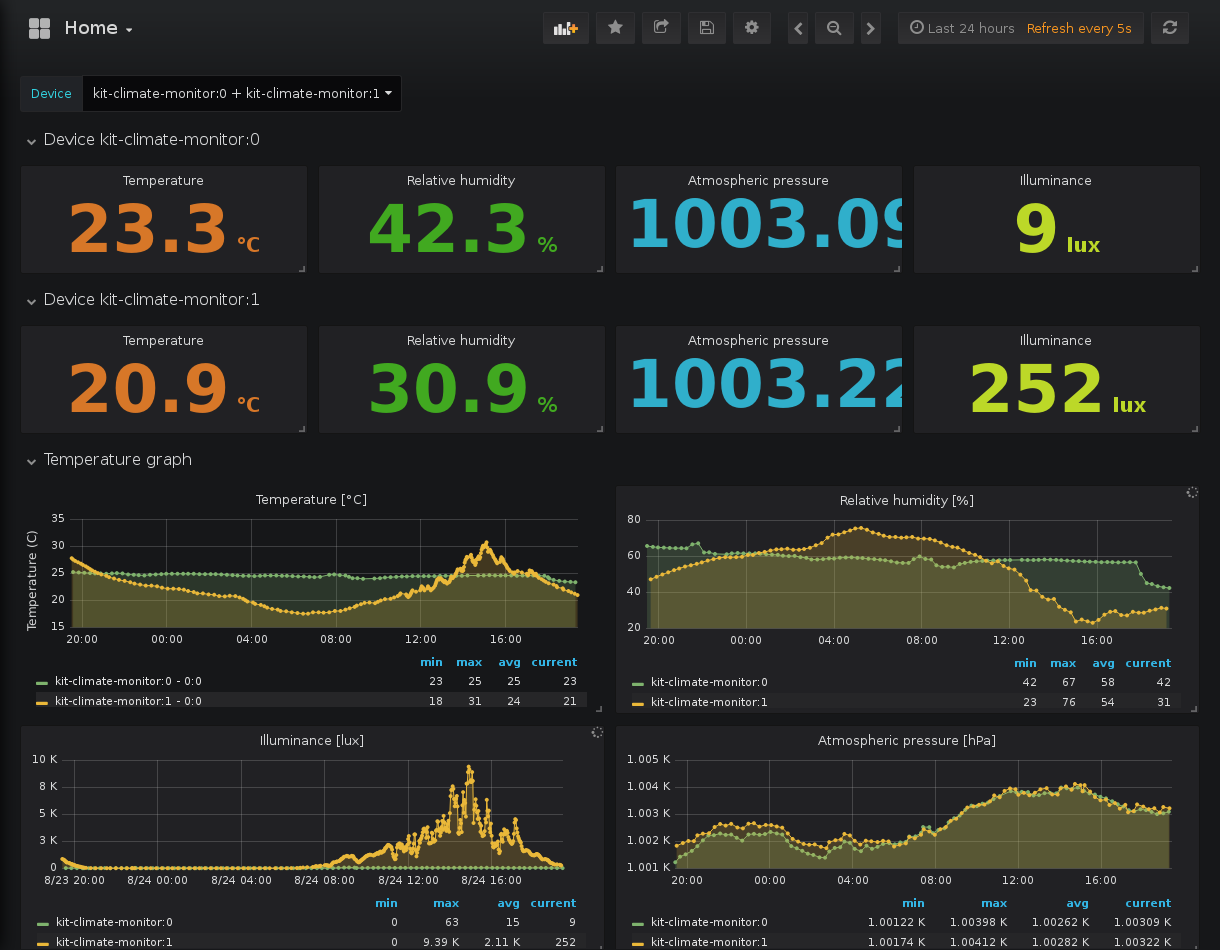 Home
Last 24 hours Refresh every 5s
Device kit-climate-monitor:0 + kit-climate-monitor:1
Device kit-climate-monitor:0
Temperature Relative humidity Atmospheric pressure Illuminance
23.3 °C 42.3 % 1003.09 9 lux
Device kit-climate-monitor:1
Temperature Relative humidity Atmospheric pressure Illuminance
20.9 °C 30.9 % 1003.22 252 lux
Temperature graph
Temperature [°C]
Temperature (C)
35
30
25
20
15
20:00 00:00 04:00 08:00 12:00 16:00
min max avg current
kit-climate-monitor:0 - 0:0 23 25 25 23
kit-climate-monitor:1 - 0:0 18 31 24 21
Relative humidity [%]
80
60
40
20
20:00 00:00 04:00 08:00 12:00 16:00
min max avg current
kit-climate-monitor:0 42 67 58 42
kit-climate-monitor:1 23 76 54 31
Illuminance [lux]
10 K
8 K
5 K
3 K
0
8/23 20:00 8/24 00:00 8/24 04:00 8/24 08:00 8/24 12:00 8/24 16:00
min max avg current
kit-climate-monitor:0 0 63 15 9
kit-climate-monitor:1 0 9.39 K 2.11 K 252
Atmospheric pressure [hPa]
1.005 K
1.004 K
1.003 K
1.002 K
1.001 K
20:00 00:00 04:00 08:00 12:00 16:00
min max avg current
kit-climate-monitor:0 1.00122 K 1.00398 K 1.00262 K 1.00309 K
kit-climate-monitor:1 1.00174 K 1.00412 K 1.00282 K 1.00322 K